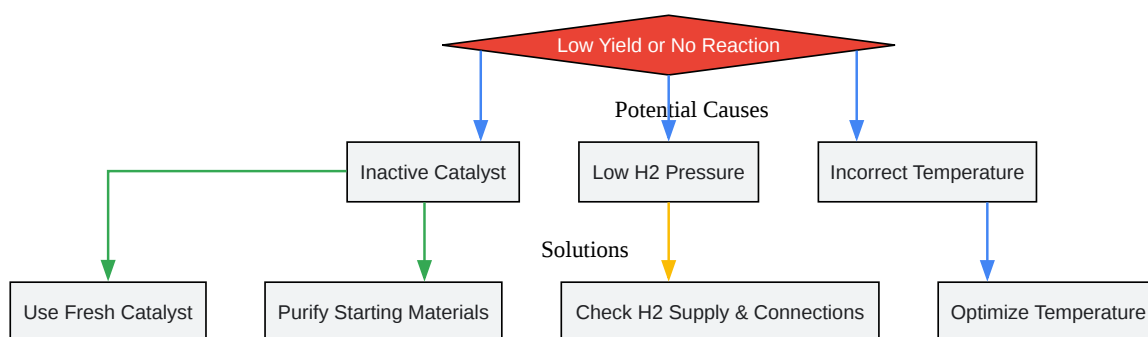 Low Yield or No Reaction
Potential Causes
Inactive Catalyst
Low H2 Pressure
Incorrect Temperature
Solutions
Use Fresh Catalyst
Purify Starting Materials
Check H2 Supply & Connections
Optimize Temperature